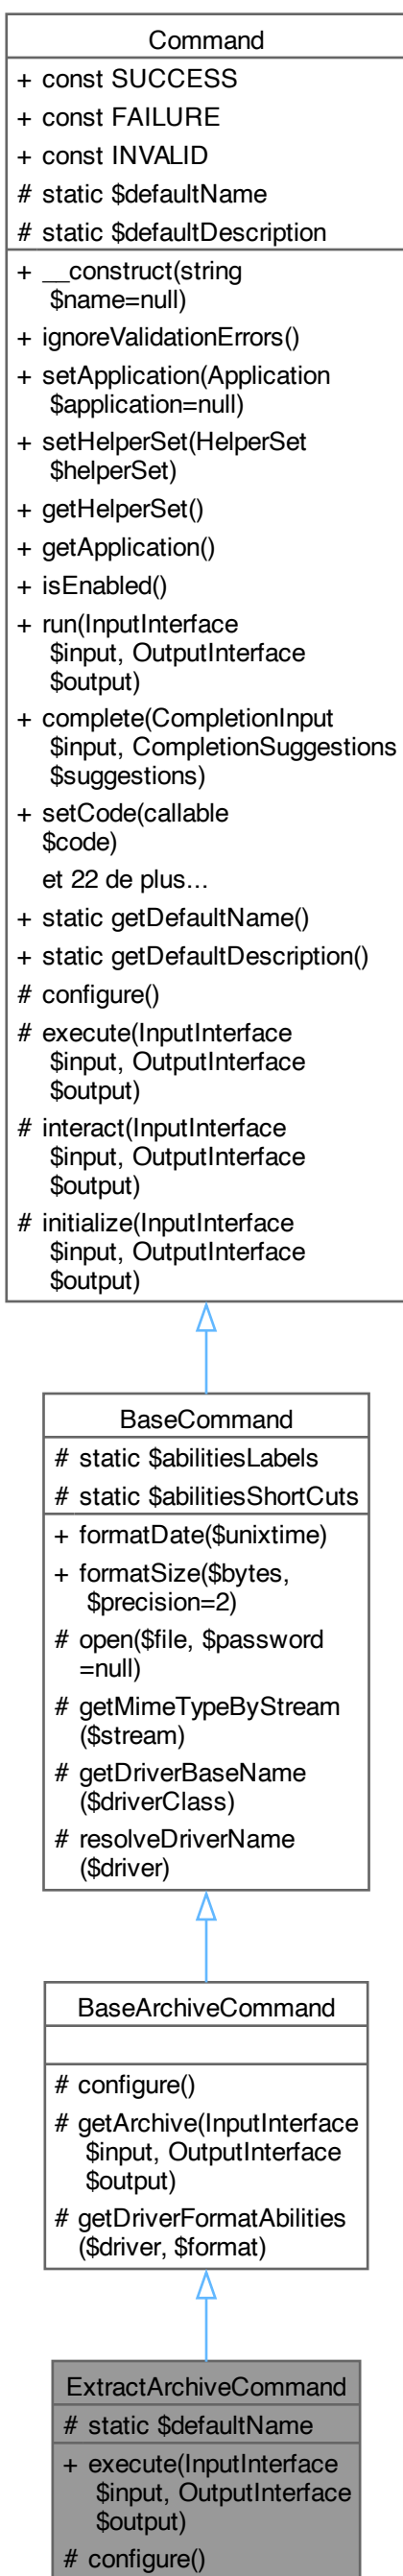 Command
+ const SUCCESS
+ const FAILURE
+ const INVALID
# static $defaultName
# static $defaultDescription
+ __construct(string
$name=null)
+ ignoreValidationErrors()
+ setApplication(Application
$application=null)
+ setHelperSet(HelperSet
$helperSet)
+ getHelperSet()
+ getApplication()
+ isEnabled()
+ run(InputInterface
$input, OutputInterface
$output)
+ complete(CompletionInput
$input, CompletionSuggestions
$suggestions)
+ setCode(callable
$code)
et 22 de plus...
+ static getDefaultName()
+ static getDefaultDescription()
# configure()
# execute(InputInterface
$input, OutputInterface
$output)
# interact(InputInterface
$input, OutputInterface
$output)
# initialize(InputInterface
$input, OutputInterface
$output)
BaseCommand
# static $abilitiesLabels
# static $abilitiesShortCuts
+ formatDate($unixtime)
+ formatSize($bytes,
$precision=2)
# open($file, $password
=null)
# getMimeTypeByStream
($stream)
# getDriverBaseName
($driverClass)
# resolveDriverName
($driver)
BaseArchiveCommand
# configure()
# getArchive(InputInterface
$input, OutputInterface
$output)
# getDriverFormatAbilities
($driver, $format)
ExtractArchiveCommand
# static $defaultName
+ execute(InputInterface
$input, OutputInterface
$output)
# configure()